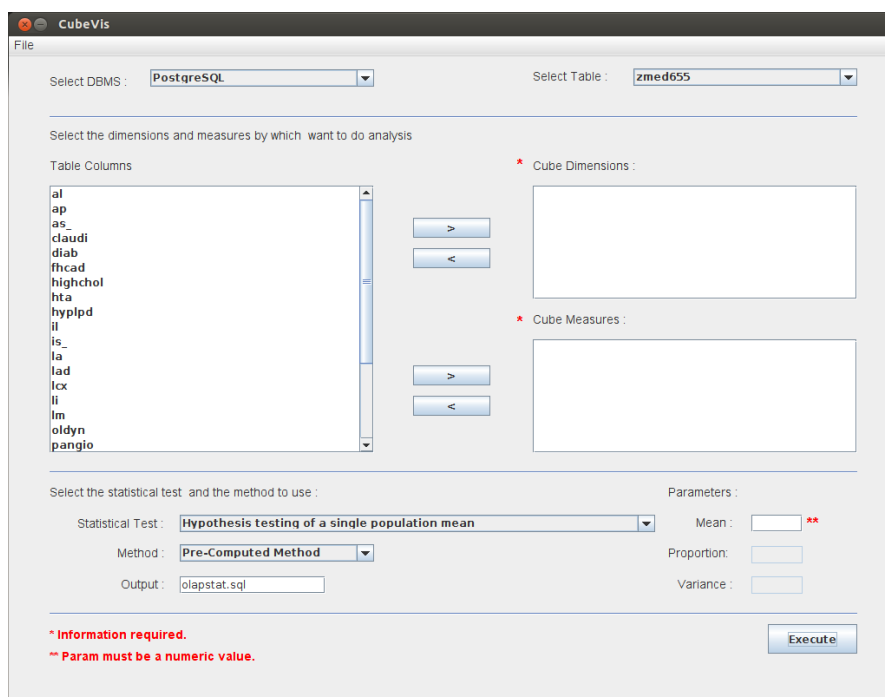 CubeVis
File
Select DBMS : PostgreSQL Select Table : zmed655
Select the dimensions and measures by which want to do analysis
Table Columns * Cube Dimensions :
al
ap
as_
claudi
diab
fhcad
highchol
hta
hyplpd
il
is_
la
lad
lcx
li
lm
oldyn
pangio
>
<
* Cube Measures :
>
<
Select the statistical test and the method to use : Parameters :
Statistical Test : Hypothesis testing of a single population mean Mean : **
Method : Pre-Computed Method Proportion:
Output : olapstat.sql Variance :
* Information required. Execute
** Param must be a numeric value.